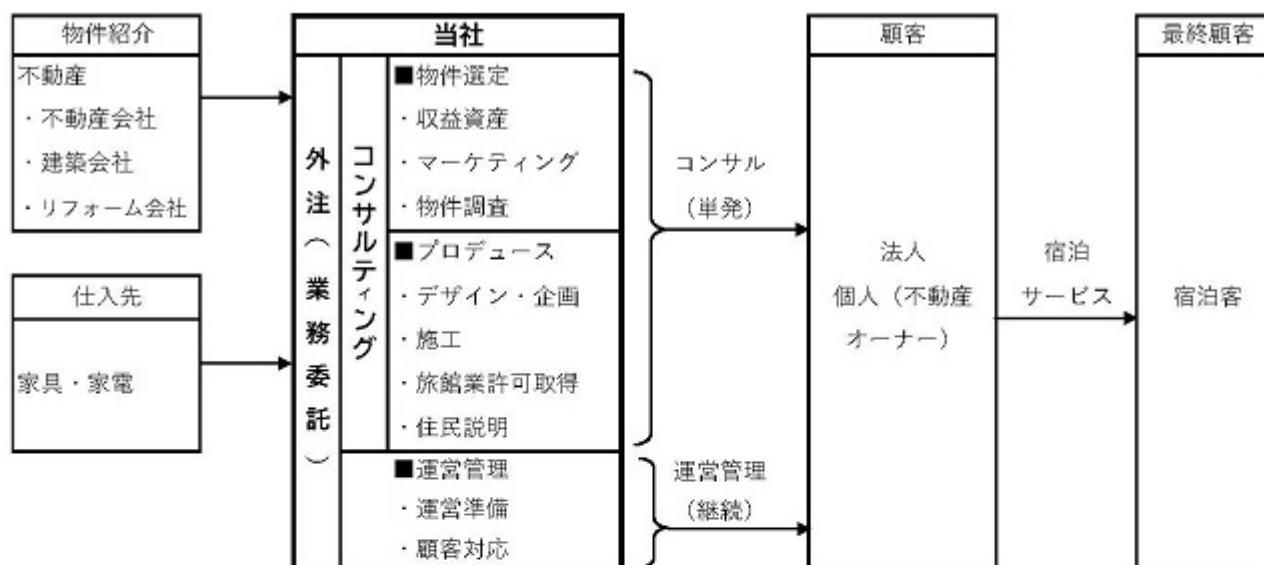 物件紹介
不動産
・不動産会社
・建築会社
・リフォーム会社
仕入先
家具・家電
当社
外注（業務委託）
コンサルティング
■物件選定
・収益資産
・マーケティング
・物件調査
■プロデュース
・デザイン・企画
・施工
・旅館業許可取得
・住民説明
■運営管理
・運営準備
・顧客対応
コンサル
（単発）
運営管理
（継続）
顧客
法人
個人（不動産
オーナー）
宿泊
サービス
最終顧客
宿泊客